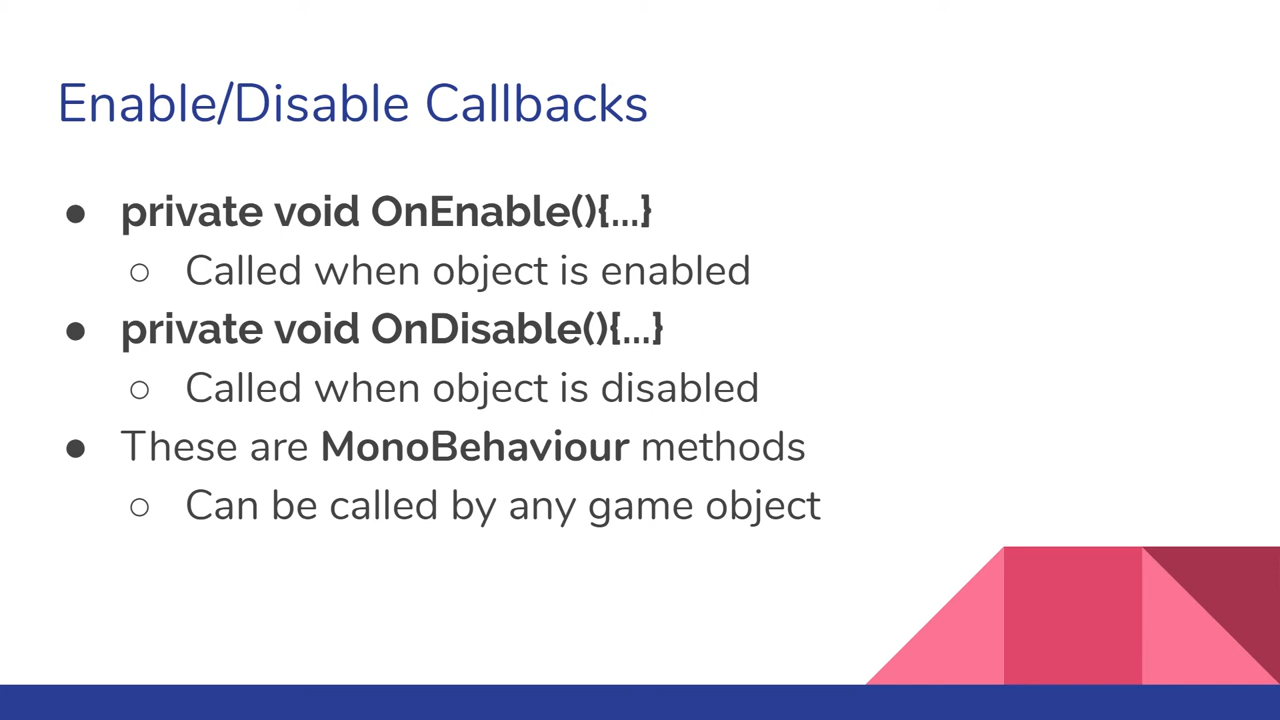 Enable/Disable Callbacks
● private void OnEnable(){...}
○ Called when object is enabled
● private void OnDisable(){...}
○ Called when object is disabled
● These are MonoBehaviour methods
○ Can be called by any game object